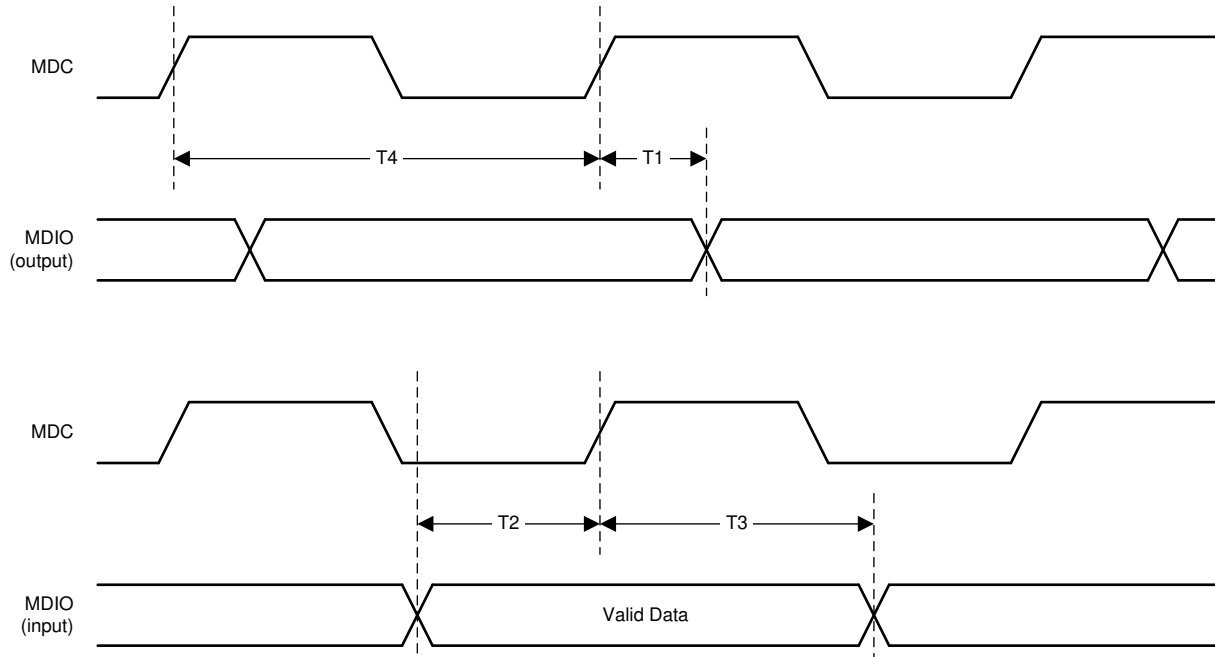 MDC
T4
T1
MDIO
(output)
MDC
T2
T3
MDIO
(input)
Valid Data